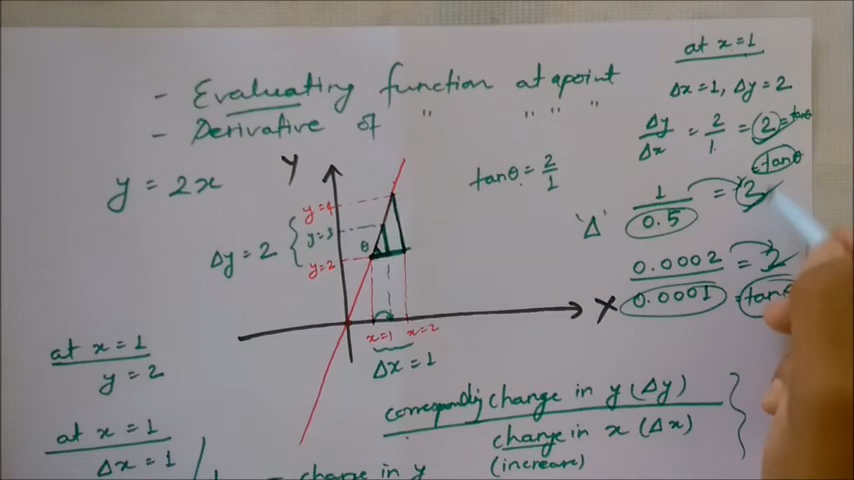 - Evaluating function at a point
- Derivative of " " " "
y = 2x
Y
tanθ = 2/1
y=4
y=3
y=2
Δy = 2
θ
X
x=1
x=2
Δx = 1
at x=1
Δx=1, Δy=2
Δy/Δx = 2/1 = 2 = tanθ
= tanθ
'Δ' 1/0.5 = 2
0.0002/0.0001 = 2
= tanθ
at x=1
y = 2
at x=1
Δx = 1
change in y (Δy)
change in x (Δx)
(increase)
= change in y